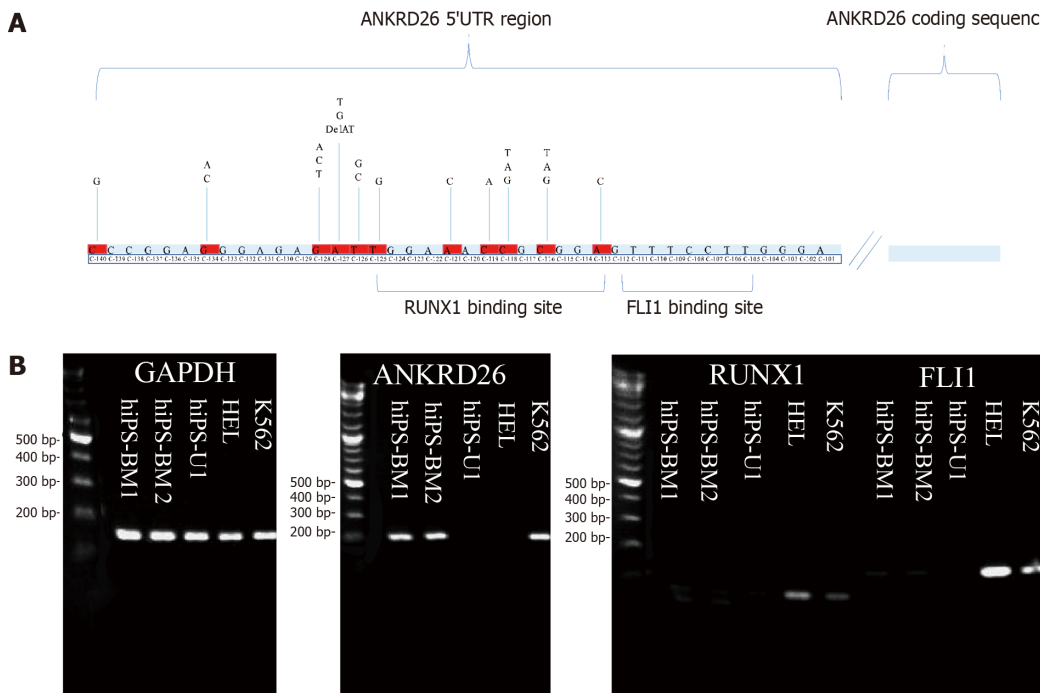 A
ANKRD26 5'UTR region
ANKRD26 coding sequenc
T
G
DelAT
A
C
T
G
A
C
G
C
G
C
A
T
A
G
T
A
G
C
C C C G G A G G G A G A G A T T G G A A A C C G C G G A G T T T C C T T G G G A
C-140 C-139 C-138 C-137 C-136 C-135 C-134 C-133 C-132 C-131 C-130 C-129 C-128 C-127 C-126 C-125 C-124 C-123 C-122 C-121 C-120 C-119 C-118 C-117 C-116 C-115 C-114 C-113 C-112 C-111 C-110 C-109 C-108 C-107 C-106 C-105 C-104 C-103 C-102 C-101
RUNX1 binding site
FLI1 binding site
B
GAPDH
hiPS-BM1
hiPS-BM2
hiPS-U1
HEL
K562
500 bp-
400 bp-
300 bp-
200 bp-
ANKRD26
hiPS-BM1
hiPS-BM2
hiPS-U1
HEL
K562
500 bp-
400 bp-
300 bp-
200 bp-
RUNX1
FLI1
hiPS-BM1
hiPS-BM2
hiPS-U1
HEL
K562
hiPS-BM1
hiPS-BM2
hiPS-U1
HEL
K562
500 bp-
400 bp-
300 bp-
200 bp-